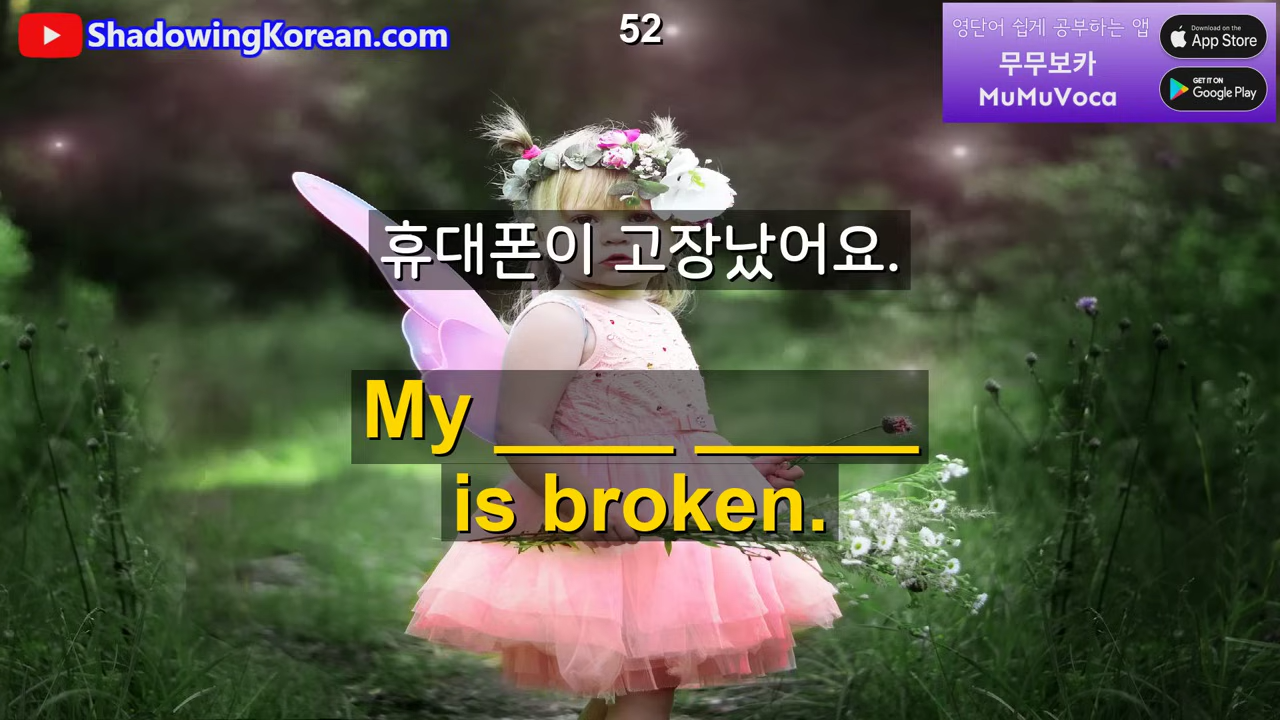 ShadowingKorean.com
52
영단어 쉽게 공부하는 앱
무무보카
MuMuVoca
Download on the
App Store
GET IT ON
Google Play
휴대폰이 고장났어요.
My ____ _____
is broken.